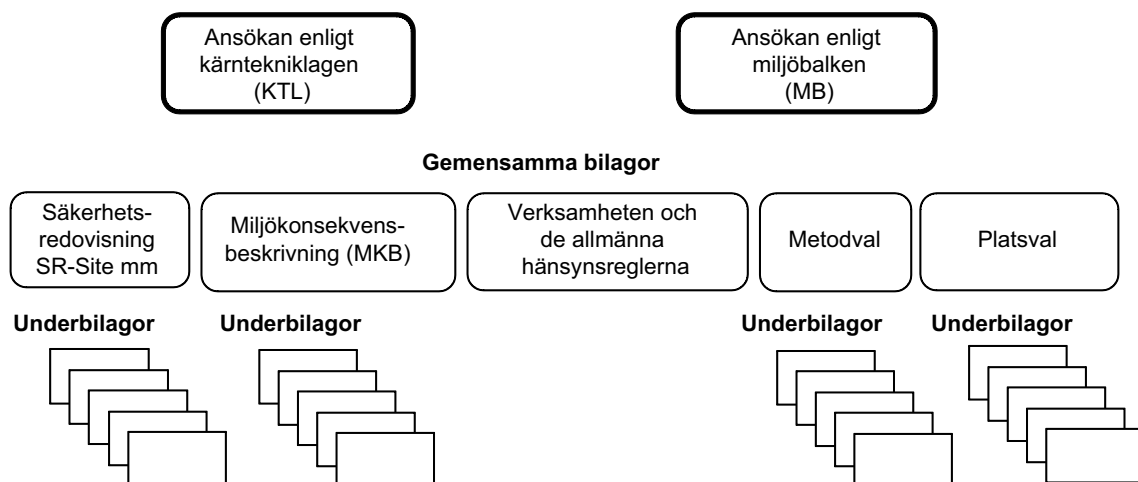 Ansökan enligt
kärntekniklagen
(KTL)
Ansökan enligt
miljöbalken
(MB)
Gemensamma bilagor
Säkerhets-
redovisning
SR-Site mm
Miljökonsekvens-
beskrivning (MKB)
Verksamheten och
de allmänna
hänsynsreglerna
Metodval
Platsval
Underbilagor
Underbilagor
Underbilagor
Underbilagor